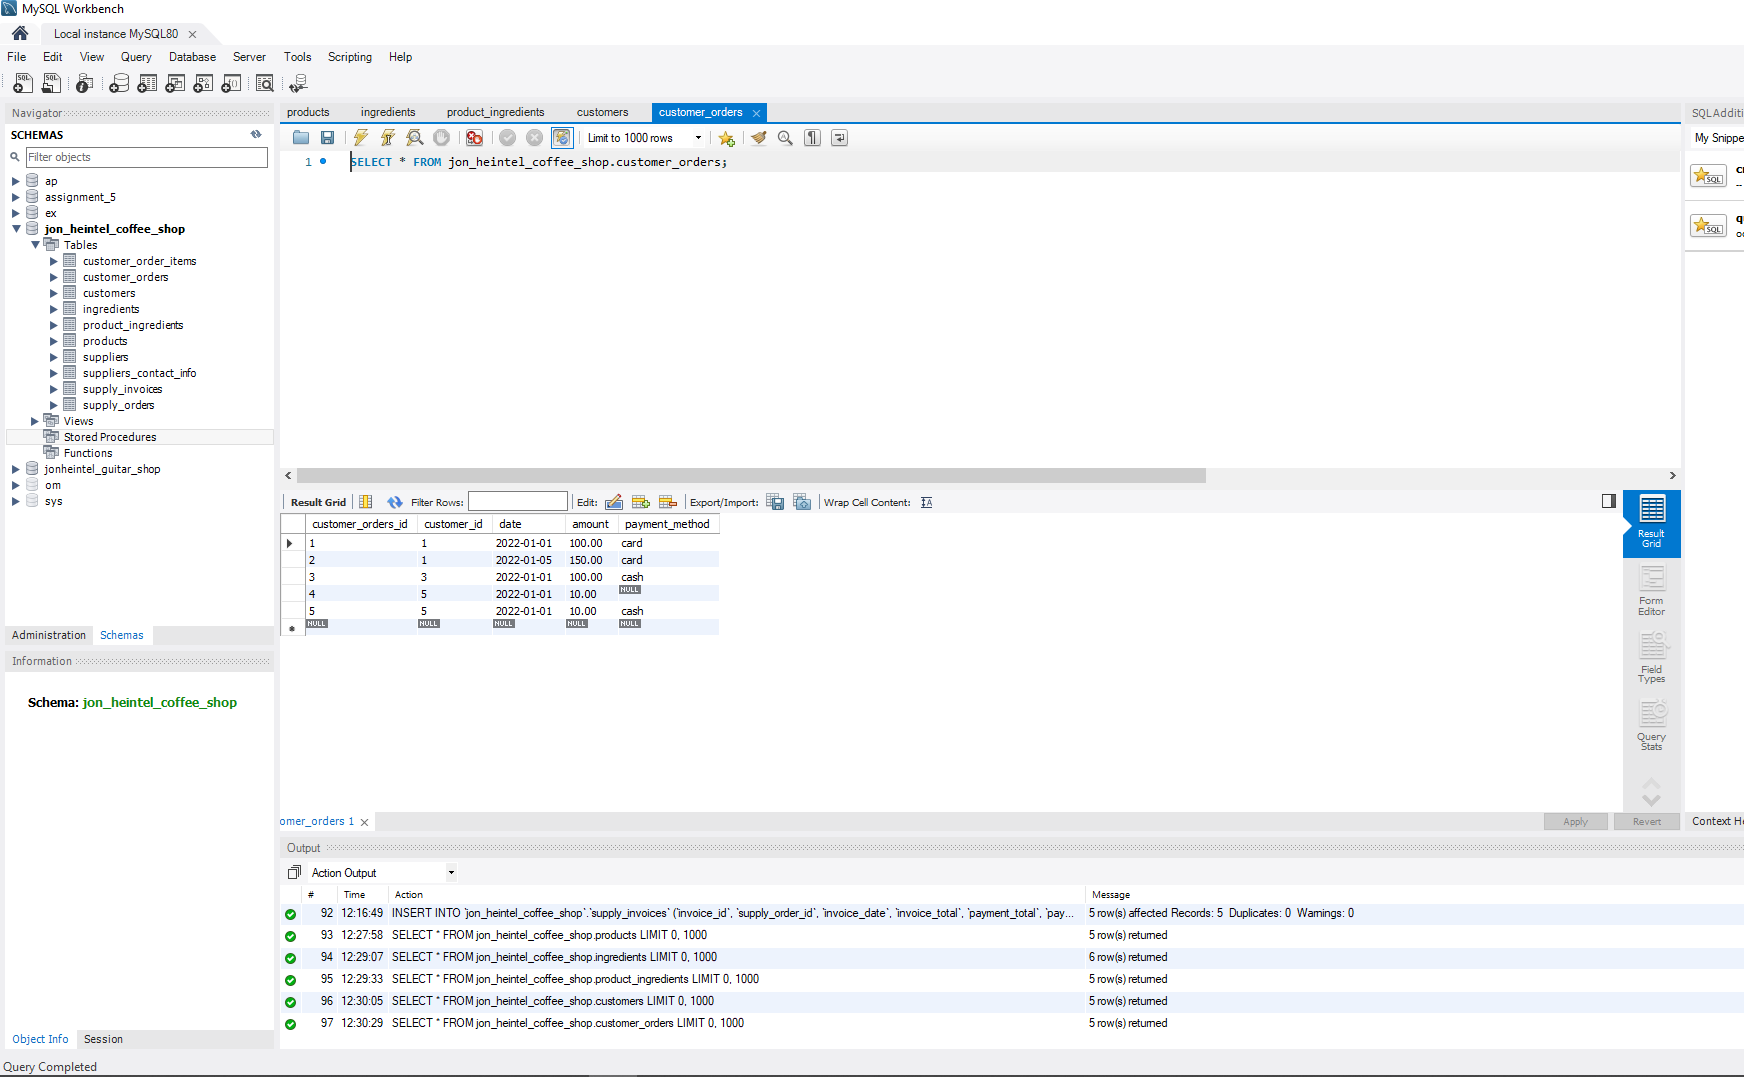 MySQL Workbench
Local instance MySQL80
File Edit View Query Database Server Tools Scripting Help
Navigator
SCHEMAS
Filter objects
ap
assignment_5
ex
jon_heintel_coffee_shop
Tables
customer_order_items
customer_orders
customers
ingredients
product_ingredients
products
suppliers
suppliers_contact_info
supply_invoices
supply_orders
Views
Stored Procedures
Functions
jonheintel_guitar_shop
om
sys
Administration Schemas
Information
Schema: jon_heintel_coffee_shop
Object Info Session
Query Completed
products ingredients product_ingredients customers customer_orders
Limit to 1000 rows
1 SELECT * FROM jon_heintel_coffee_shop.customer_orders;
Result Grid Filter Rows: Edit: Export/Import: Wrap Cell Content:
customer_orders_id customer_id date amount payment_method
1 1 2022-01-01 100.00 card
2 1 2022-01-05 150.00 card
3 3 2022-01-01 100.00 cash
4 5 2022-01-01 10.00 NULL
5 5 2022-01-01 10.00 cash
NULL NULL NULL NULL NULL
Result Grid
Form Editor
Field Types
Query Stats
omer_orders 1
Apply Revert
Output
Action Output
# Time Action Message
92 12:16:49 INSERT INTO `jon_heintel_coffee_shop`.`supply_invoices` (`invoice_id`, `supply_order_id`, `invoice_date`, `invoice_total`, `payment_total`, `pay... 5 row(s) affected Records: 5 Duplicates: 0 Warnings: 0
93 12:27:58 SELECT * FROM jon_heintel_coffee_shop.products LIMIT 0, 1000 5 row(s) returned
94 12:29:07 SELECT * FROM jon_heintel_coffee_shop.ingredients LIMIT 0, 1000 6 row(s) returned
95 12:29:33 SELECT * FROM jon_heintel_coffee_shop.product_ingredients LIMIT 0, 1000 5 row(s) returned
96 12:30:05 SELECT * FROM jon_heintel_coffee_shop.customers LIMIT 0, 1000 5 row(s) returned
97 12:30:29 SELECT * FROM jon_heintel_coffee_shop.customer_orders LIMIT 0, 1000 5 row(s) returned
SQLAdditi
My Snippe
SQL
SQL
Context He